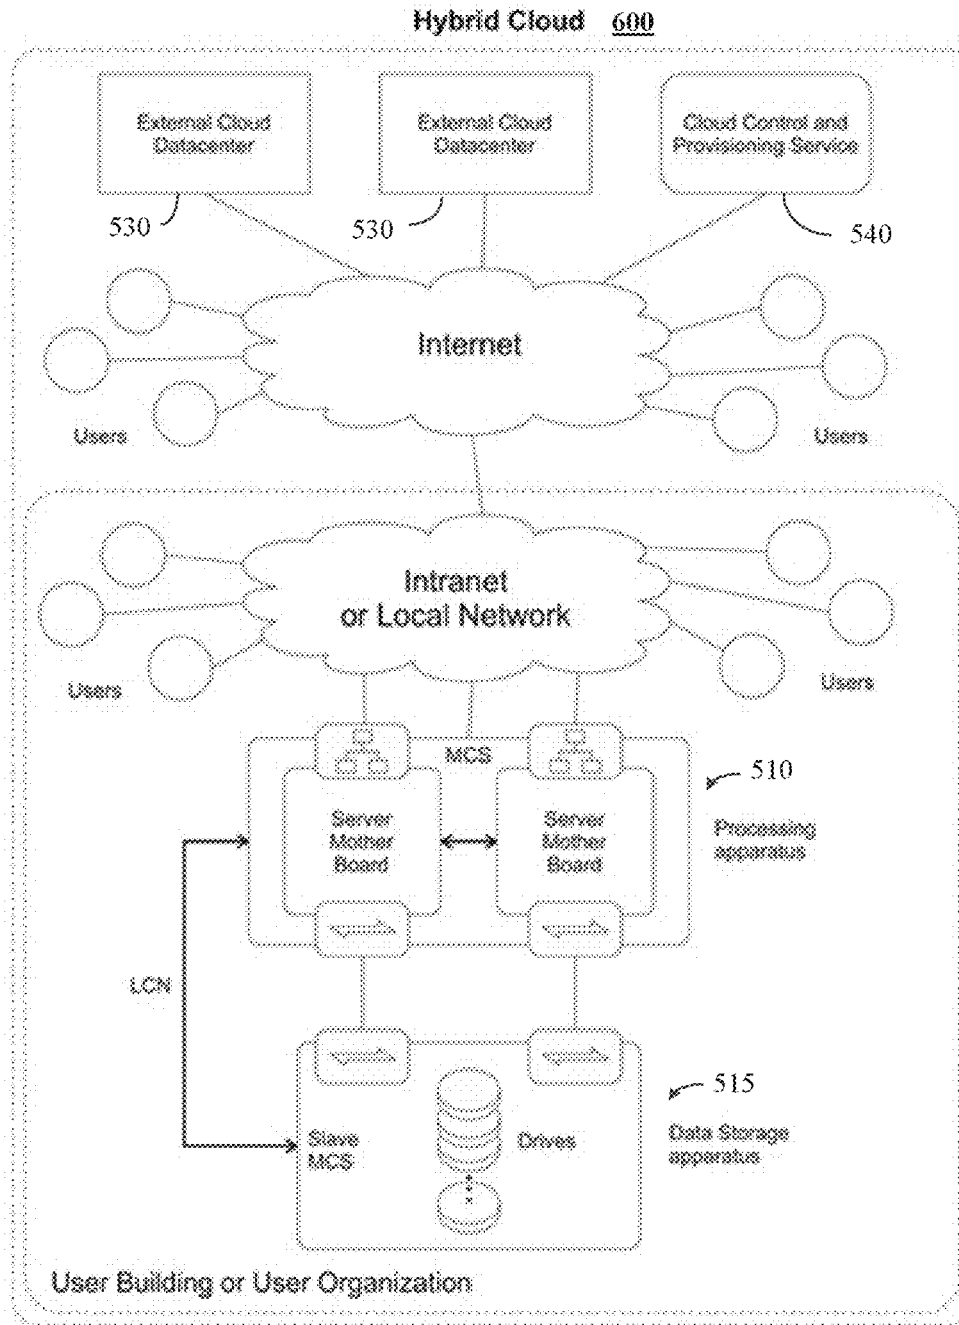 Hybrid Cloud 600
External Cloud
Datacenter
External Cloud
Datacenter
Cloud Control and
Provisioning Service
530
530
540
Internet
Users
Users
Intranet
or Local Network
Users
Users
MCS
510
Server
Mother
Board
Server
Mother
Board
Processing
apparatus
LCN
515
Slave
MCS
Drives
Data Storage
apparatus
User Building or User Organization